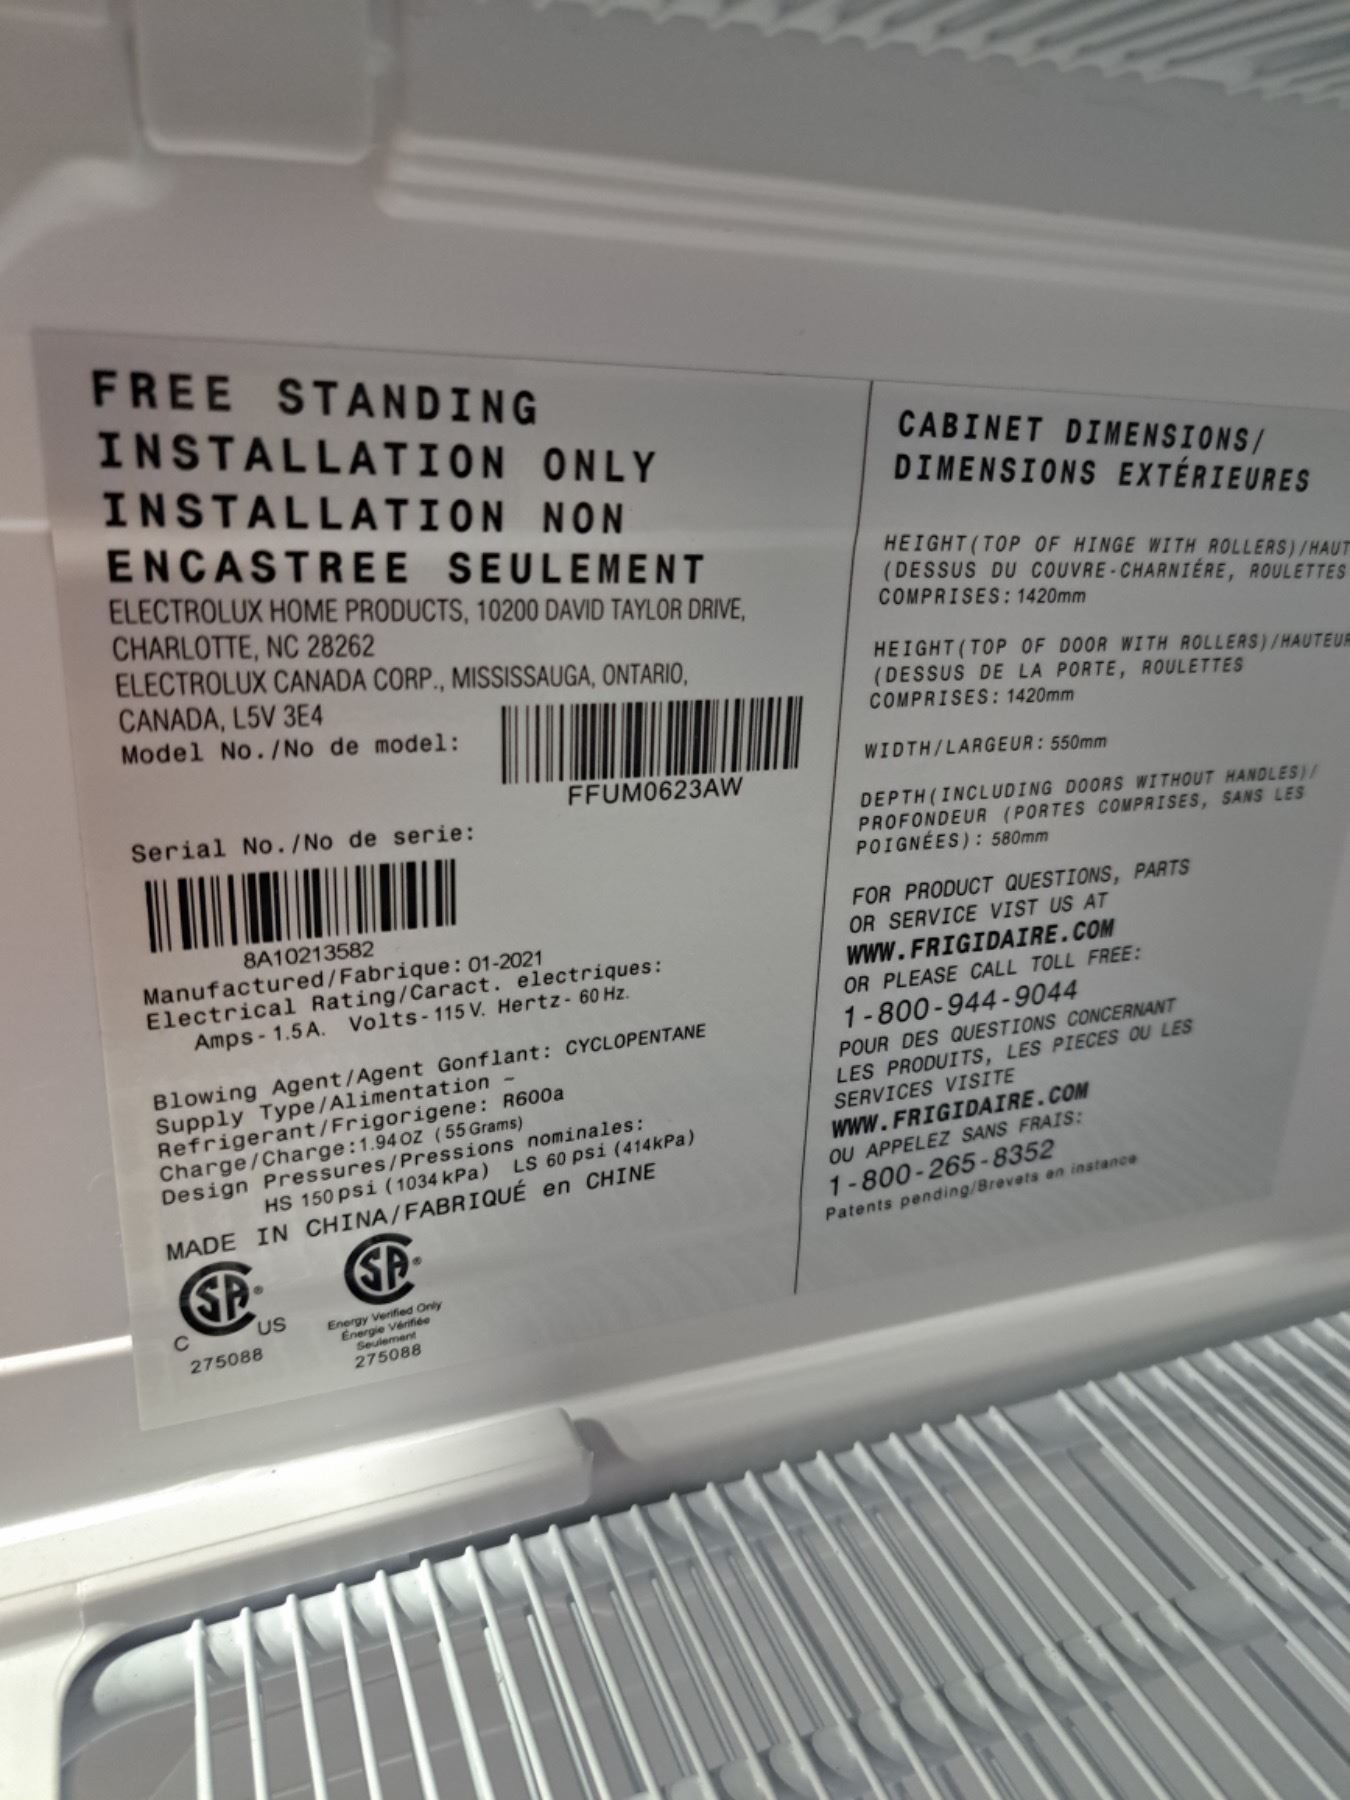 FREE STANDING
INSTALLATION ONLY
INSTALLATION NON
ENCASTREE SEULEMENT
ELECTROLUX HOME PRODUCTS, 10200 DAVID TAYLOR DRIVE,
CHARLOTTE, NC 28262
ELECTROLUX CANADA CORP., MISSISSAUGA, ONTARIO,
CANADA, L5V 3E4
Model No./No de model:
FFUM0623AW
Serial No./No de serie:
8A10213582
Manufactured/Fabrique: 01-2021
Electrical Rating/Caract. electriques:
Amps - 1.5 A. Volts - 115 V. Hertz - 60 Hz.
Blowing Agent/Agent Gonflant: CYCLOPENTANE
Supply Type/Alimentation -
Refrigerant/Frigorigene: R600a
Charge/Charge: 1.94 OZ (55 Grams)
Design Pressures/Pressions nominales:
HS 150 psi (1034 kPa) LS 60 psi (414kPa)
MADE IN CHINA/FABRIQUÉ en CHINE
CSA®
C US
275088
CSA®
Energy Verified Only
Énergie Vérifiée
Seulement
275088
CABINET DIMENSIONS/
DIMENSIONS EXTÉRIEURES
HEIGHT(TOP OF HINGE WITH ROLLERS)/HAUT
(DESSUS DU COUVRE-CHARNIÉRE, ROULETTES
COMPRISES: 1420mm
HEIGHT(TOP OF DOOR WITH ROLLERS)/HAUTEUR
(DESSUS DE LA PORTE, ROULETTES
COMPRISES: 1420mm
WIDTH/LARGEUR: 550mm
DEPTH(INCLUDING DOORS WITHOUT HANDLES)/
PROFONDEUR (PORTES COMPRISES, SANS LES
POIGNÉES): 580mm
FOR PRODUCT QUESTIONS, PARTS
OR SERVICE VIST US AT
WWW.FRIGIDAIRE.COM
OR PLEASE CALL TOLL FREE:
1-800-944-9044
POUR DES QUESTIONS CONCERNANT
LES PRODUITS, LES PIECES OU LES
SERVICES VISITE
WWW.FRIGIDAIRE.COM
OU APPELEZ SANS FRAIS:
1-800-265-8352
Patents pending/Brevets en instance